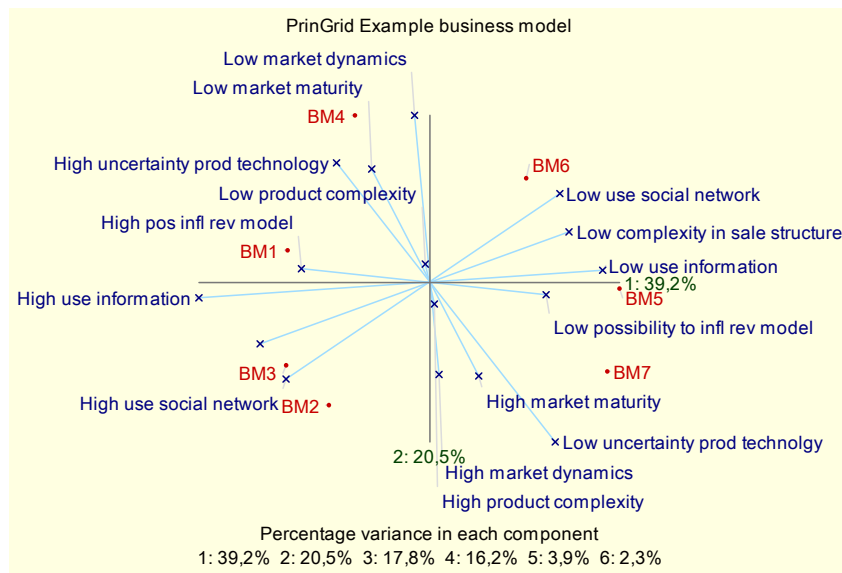 PrinGrid Example business model
Low market dynamics
Low market maturity
BM4
High uncertainty prod technology
BM6
Low product complexity
Low use social network
High pos infl rev model
Low complexity in sale structure
BM1
Low use information
1: 39,2%
High use information
BM5
Low possibility to infl rev model
BM3
BM7
High use social network
BM2
High market maturity
Low uncertainty prod technolgy
2: 20,5%
High market dynamics
High product complexity
Percentage variance in each component
1: 39,2% 2: 20,5% 3: 17,8% 4: 16,2% 5: 3,9% 6: 2,3%